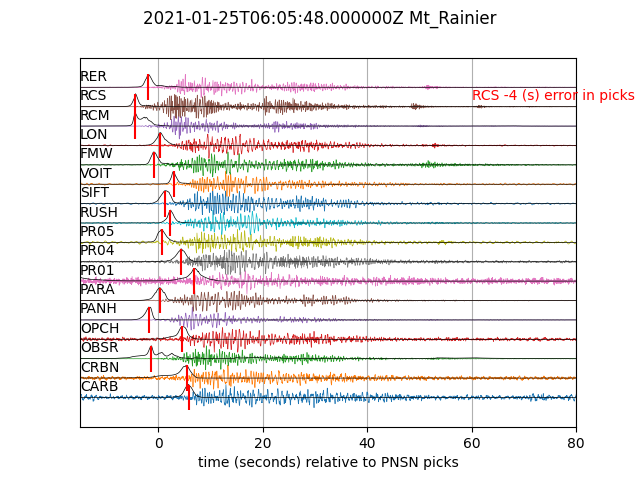 2021-01-25T06:05:48.000000Z Mt_Rainier
RER
RCS
RCS -4 (s) error in picks
RCM
LON
FMW
VOIT
SIFT
RUSH
PR05
PR04
PR01
PARA
PANH
OPCH
OBSR
CRBN
CARB
0 20 40 60 80
time (seconds) relative to PNSN picks